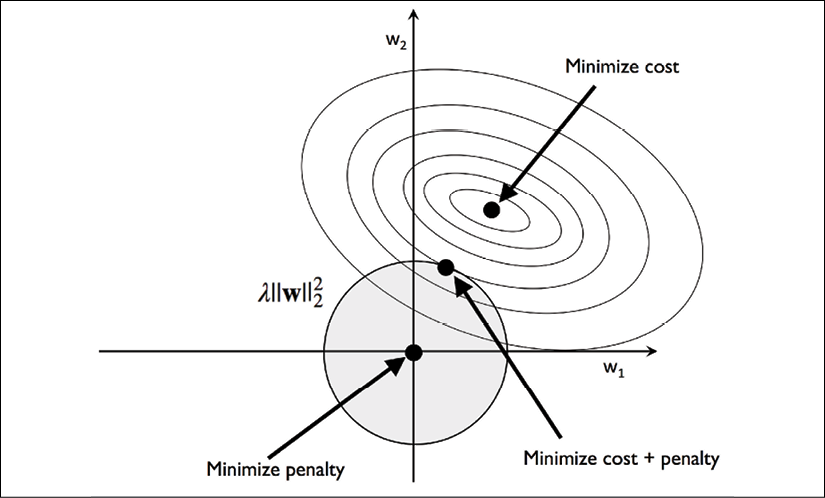 w₂
Minimize cost
λ||w||₂²
w₁
Minimize cost + penalty
Minimize penalty